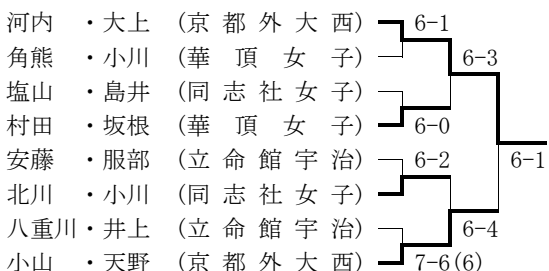 河内 ・大上 (京 都 外 大 西) 6-1
角熊 ・小川 (華 頂 女 子) 6-3
塩山 ・島井 (同 志 社 女 子)
村田 ・坂根 (華 頂 女 子) 6-0
安藤 ・服部 (立 命 館 宇 治) 6-2 6-1
北川 ・小川 (同 志 社 女 子)
八重川・井上 (立 命 館 宇 治) 6-4
小山 ・天野 (京 都 外 大 西) 7-6(6)